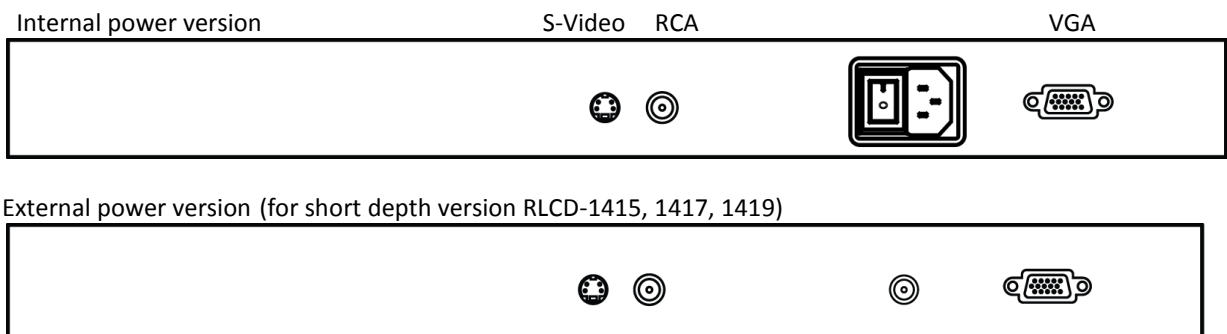 Internal power version S-Video RCA VGA
External power version (for short depth version RLCD-1415, 1417, 1419)